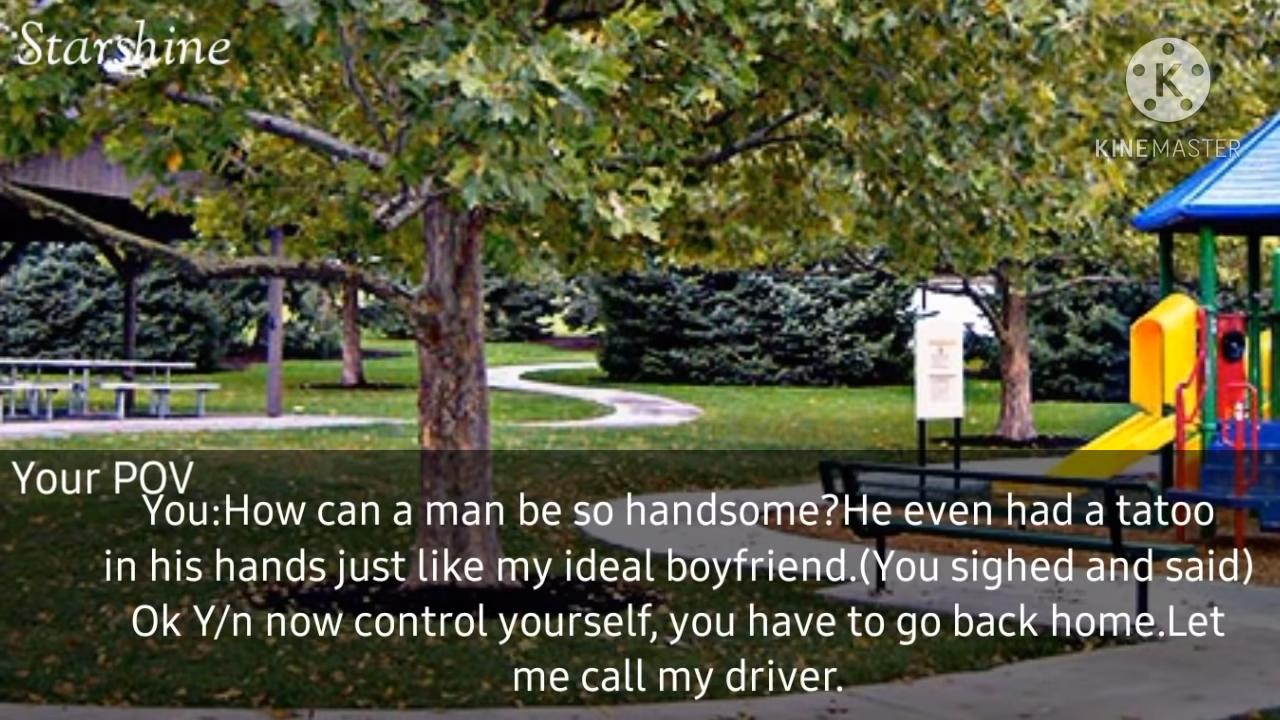 Starshine
K
KINEMASTER
Your POV
You:How can a man be so handsome?He even had a tatoo
in his hands just like my ideal boyfriend.(You sighed and said)
Ok Y/n now control yourself, you have to go back home.Let
me call my driver.